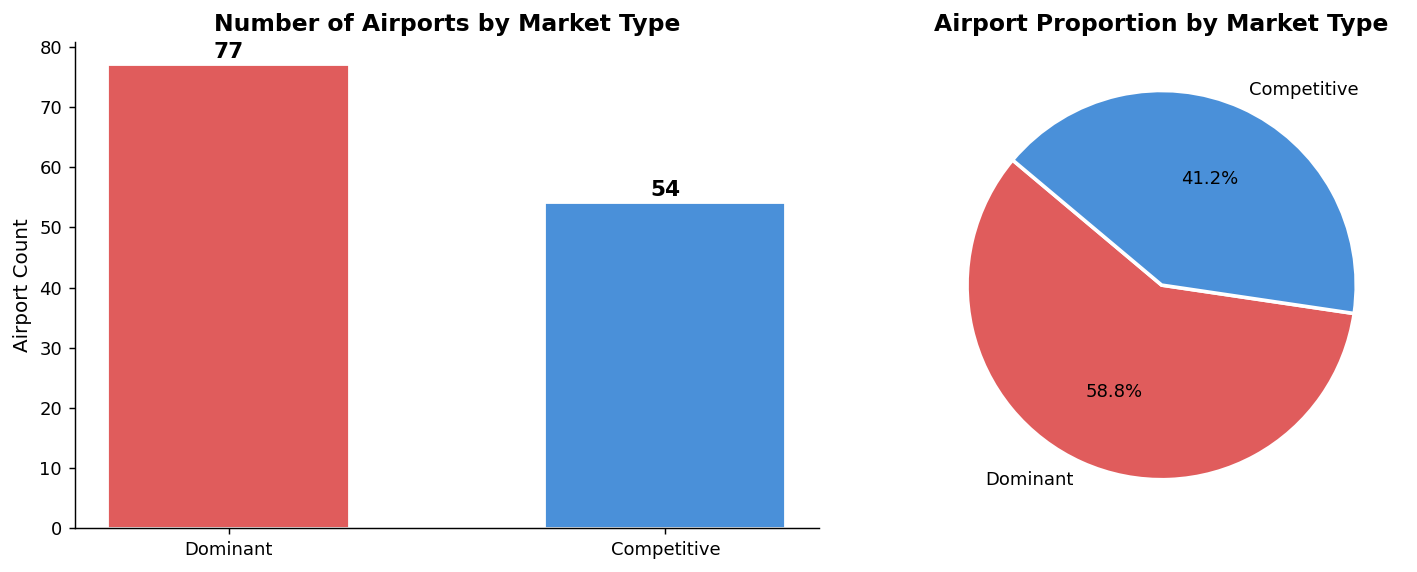 Number of Airports by Market Type
Airport Count
80
70
60
50
40
30
20
10
0
77
54
Dominant
Competitive
Airport Proportion by Market Type
Competitive
41.2%
58.8%
Dominant